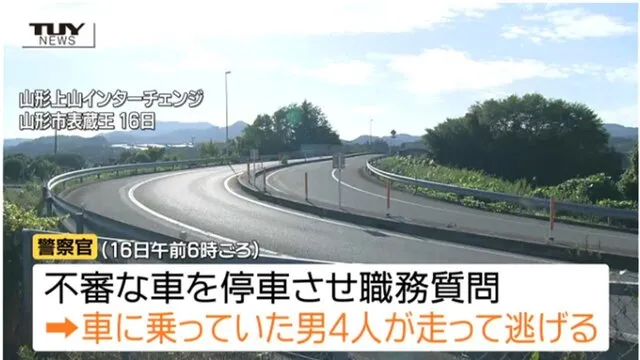 TUY
NEWS
山形上山インターチェンジ
山形市表蔵王 16日
警察官 (16日午前6時ごろ)
不審な車を停車させ職務質問
➡車に乗っていた男4人が走って逃げる